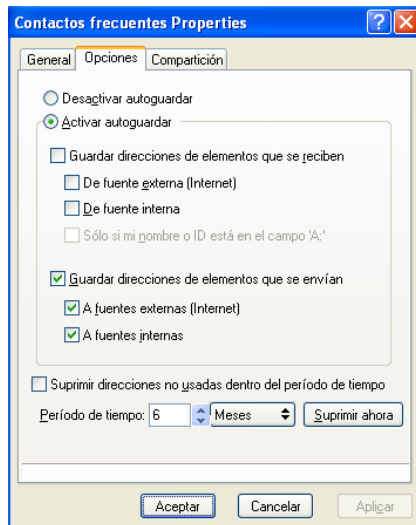 Contactos frecuentes Properties
General Opciones Compartición
Desactivar autoguardar
Activar autoguardar
Guardar direcciones de elementos que se reciben
De fuente externa (Internet)
De fuente interna
Sólo si mi nombre o ID está en el campo 'A:'
Guardar direcciones de elementos que se envían
A fuentes externas (Internet)
A fuentes internas
Suprimir direcciones no usadas dentro del período de tiempo
Período de tiempo: 6 Meses Suprimir ahora
Aceptar Cancelar Aplicar